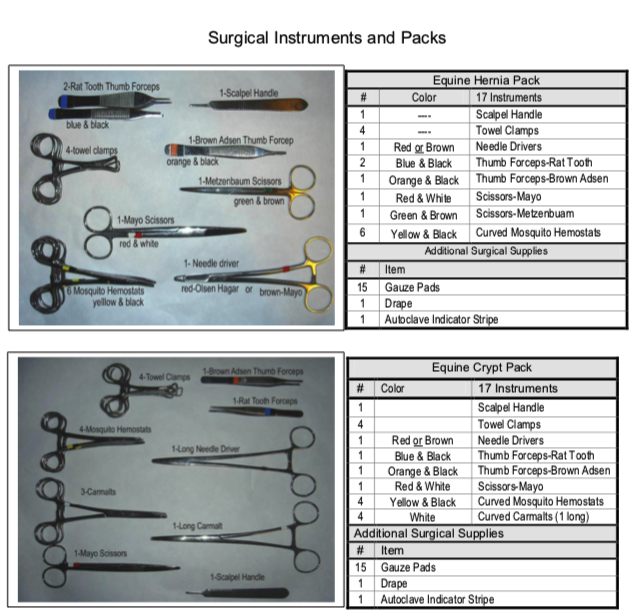 Surgical Instruments and Packs
2-Rat Tooth Thumb Forceps
blue & black
1-Scalpel Handle
4-towel clamps
1-Brown Adsen Thumb Forcep
orange & black
1-Metzenbaum Scissors
green & brown
1-Mayo Scissors
red & white
6 Mosquito Hemostats
yeillow & black
1- Needle driver
red-Olsen Hagar or brown-Mayo
Equine Hernia Pack
# Color 17 Instruments
1 ---- Scalpel Handle
4 ---- Towel Clamps
1 Red or Brown Needle Drivers
2 Blue & Black Thumb Forceps-Rat Tooth
1 Orange & Black Thumb Forceps-Brown Adsen
1 Red & White Scissors-Mayo
1 Green & Brown Scissors-Metzenbuam
6 Yellow & Black Curved Mosquito Hemostats
Additional Surgical Supplies
# Item
15 Gauze Pads
1 Drape
1 Autoclave Indicator Stripe
4-Towel Clamps
1-Brown Adsen Thumb Forceps
1-Rat Tooth Forceps
4-Mosquito Hemostats
1-Long Needle Driver
3-Carmalts
1-Long Carmalt
1-Mayo Scissors
1-Scalpel Handle
Equine Crypt Pack
# Color 17 Instruments
1 Scalpel Handle
4 Towel Clamps
1 Red or Brown Needle Drivers
1 Blue & Black Thumb Forceps-Rat Tooth
1 Orange & Black Thumb Forceps-Brown Adsen
1 Red & White Scissors-Mayo
4 Yellow & Black Curved Mosquito Hemostats
4 White Curved Carmalts (1 long)
Additional Surgical Supplies
# Item
15 Gauze Pads
1 Drape
1 Autoclave Indicator Stripe